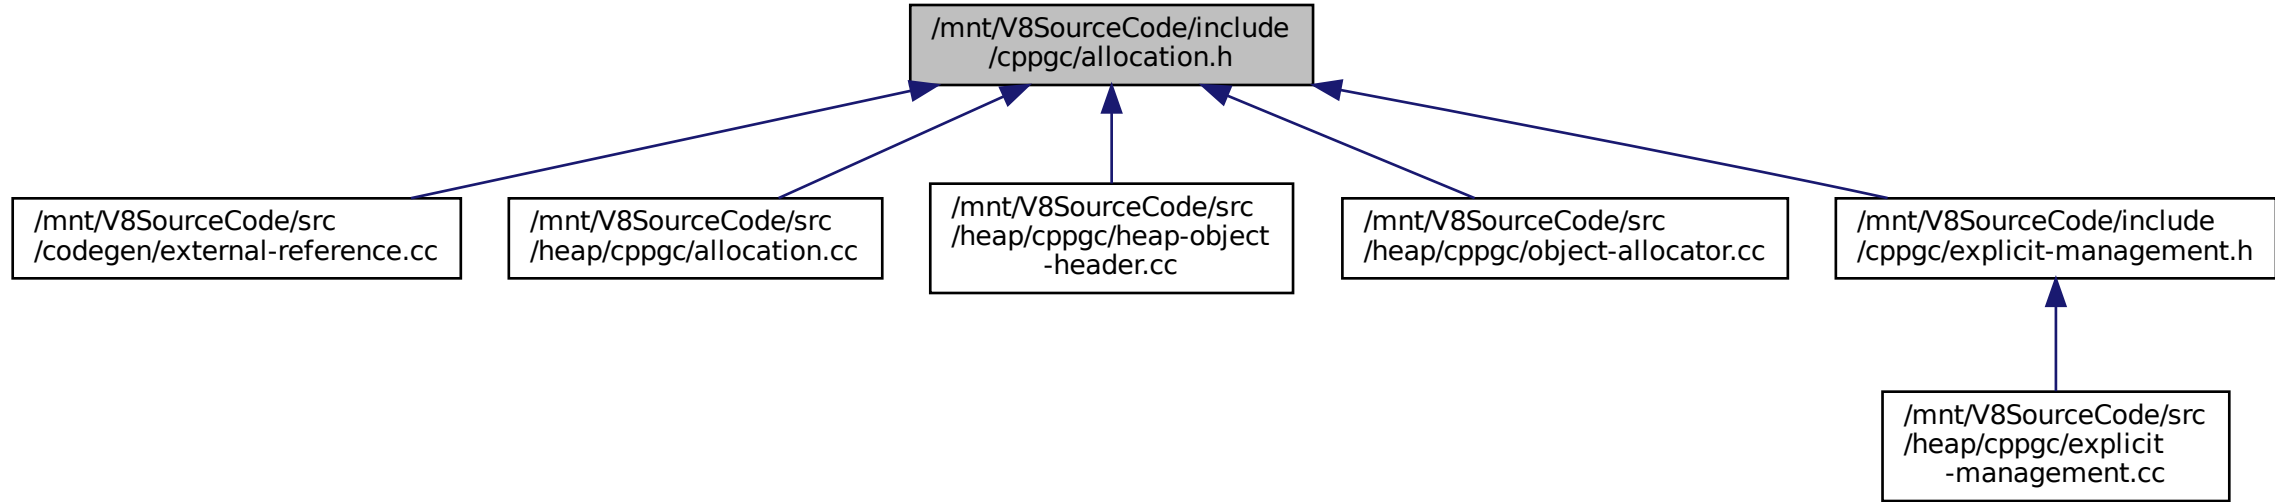 /mnt/V8SourceCode/include
/cppgc/allocation.h
/mnt/V8SourceCode/src
/codegen/external-reference.cc
/mnt/V8SourceCode/src
/heap/cppgc/allocation.cc
/mnt/V8SourceCode/src
/heap/cppgc/heap-object
-header.cc
/mnt/V8SourceCode/src
/heap/cppgc/object-allocator.cc
/mnt/V8SourceCode/include
/cppgc/explicit-management.h
/mnt/V8SourceCode/src
/heap/cppgc/explicit
-management.cc